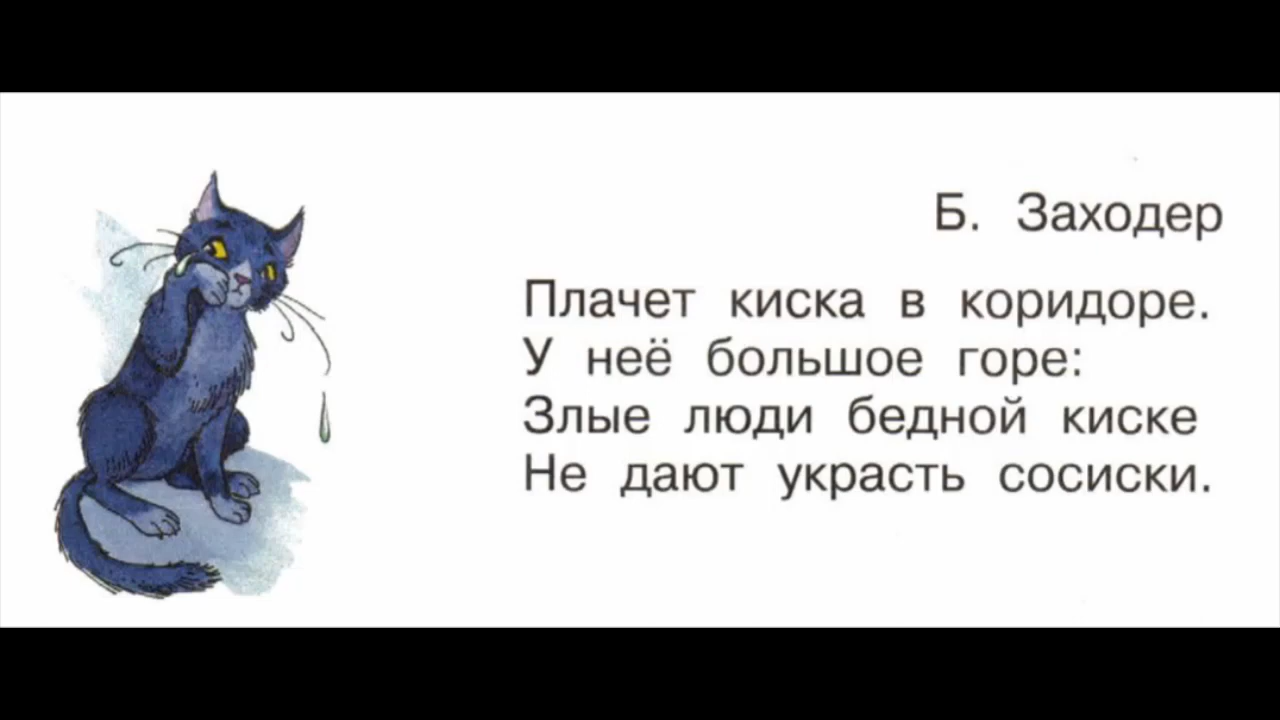 Б. Заходер
Плачет киска в коридоре.
У неё большое горе:
Злые люди бедной киске
Не дают украсть сосиски.